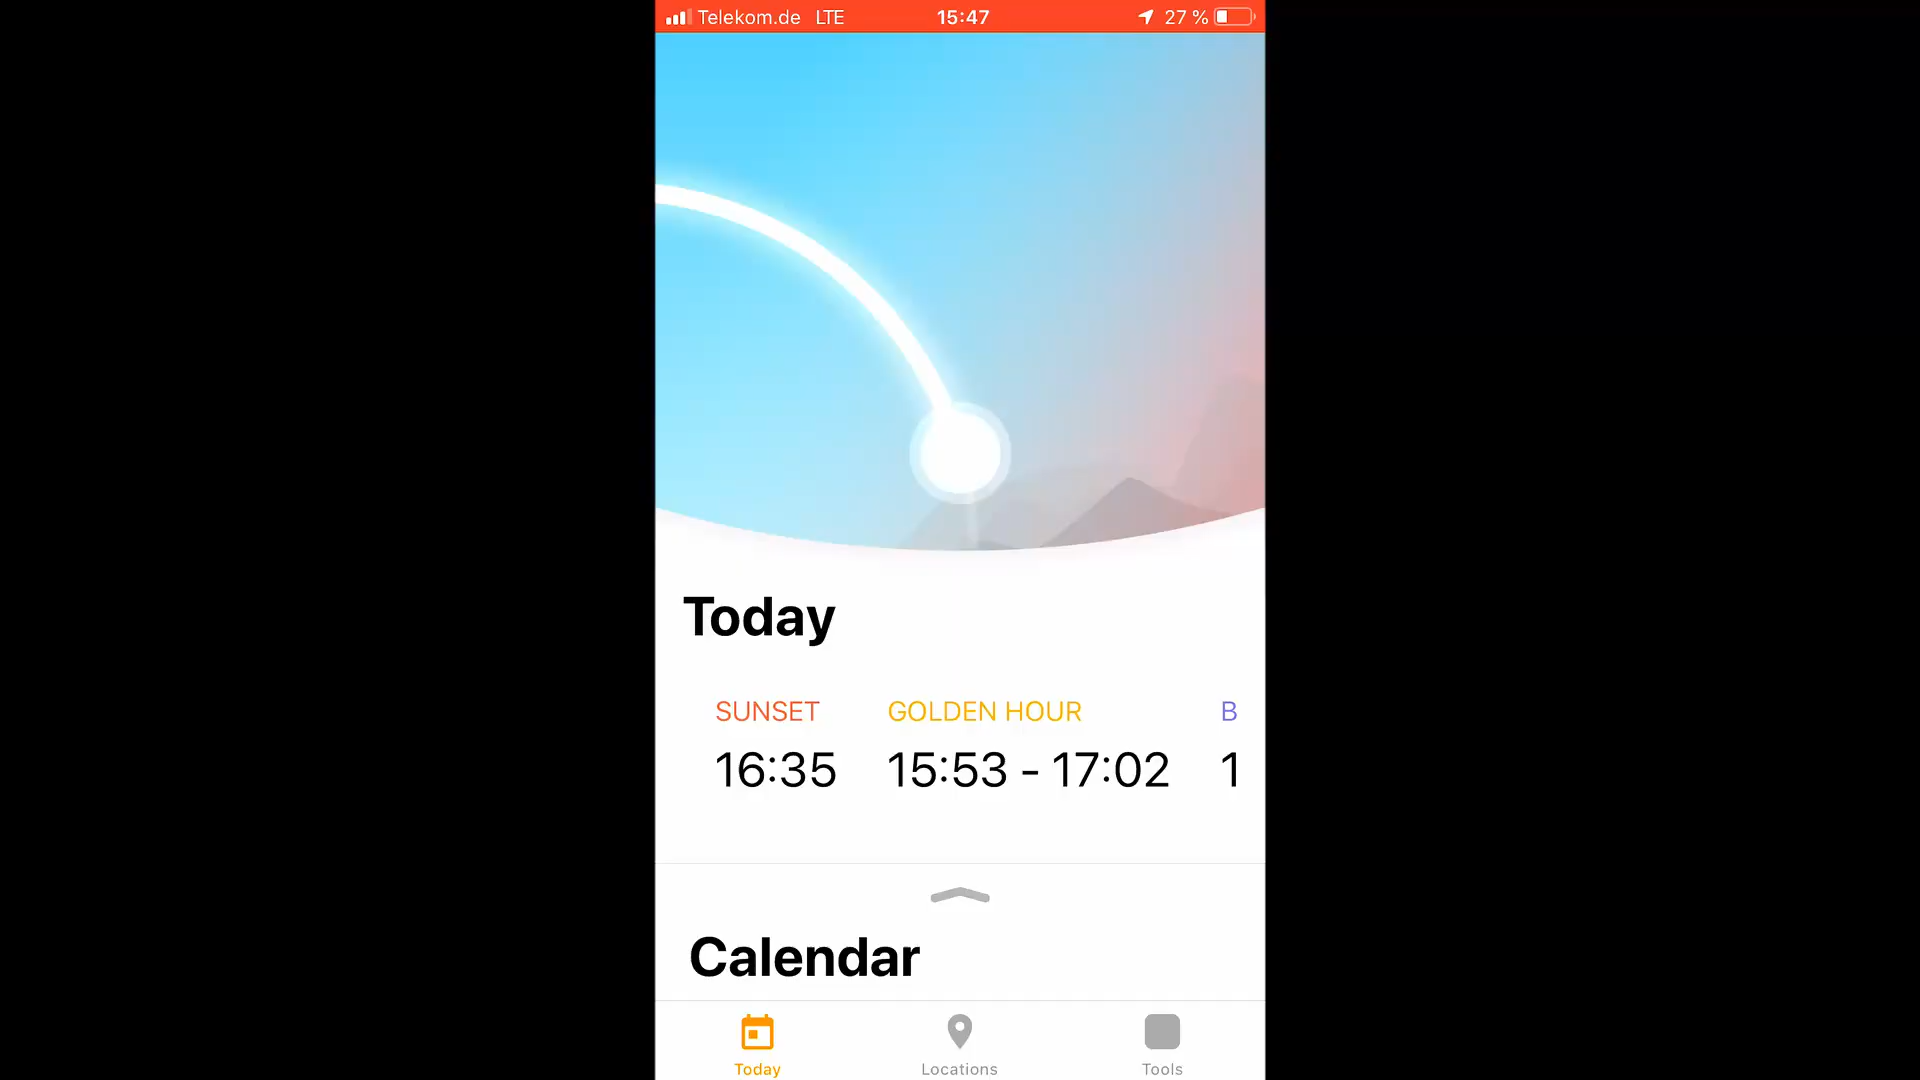 Telekom.de LTE 15:47 27 %
Today
SUNSET GOLDEN HOUR B
16:35 15:53 - 17:02 1
Calendar
Today Locations Tools